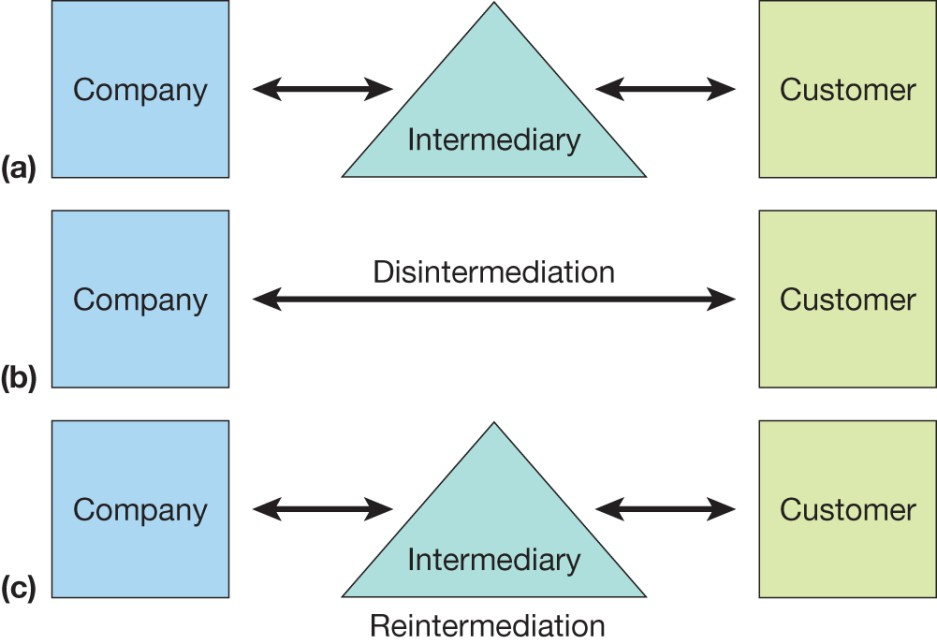 Company
Intermediary
Customer
(a)
Disintermediation
Company
Customer
(b)
Company
Intermediary
Customer
(c)
Reintermediation